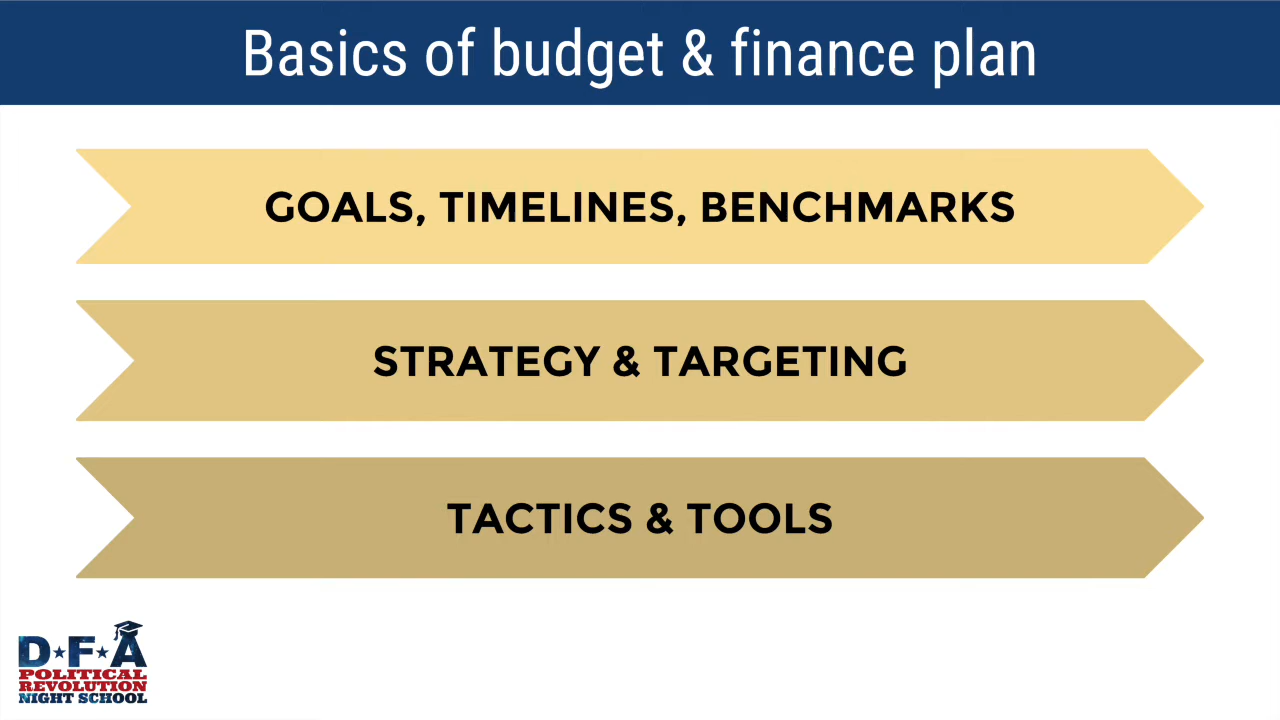 Basics of budget & finance plan
GOALS, TIMELINES, BENCHMARKS
STRATEGY & TARGETING
TACTICS & TOOLS
D★F★A
POLITICAL
REVOLUTION
NIGHT SCHOOL